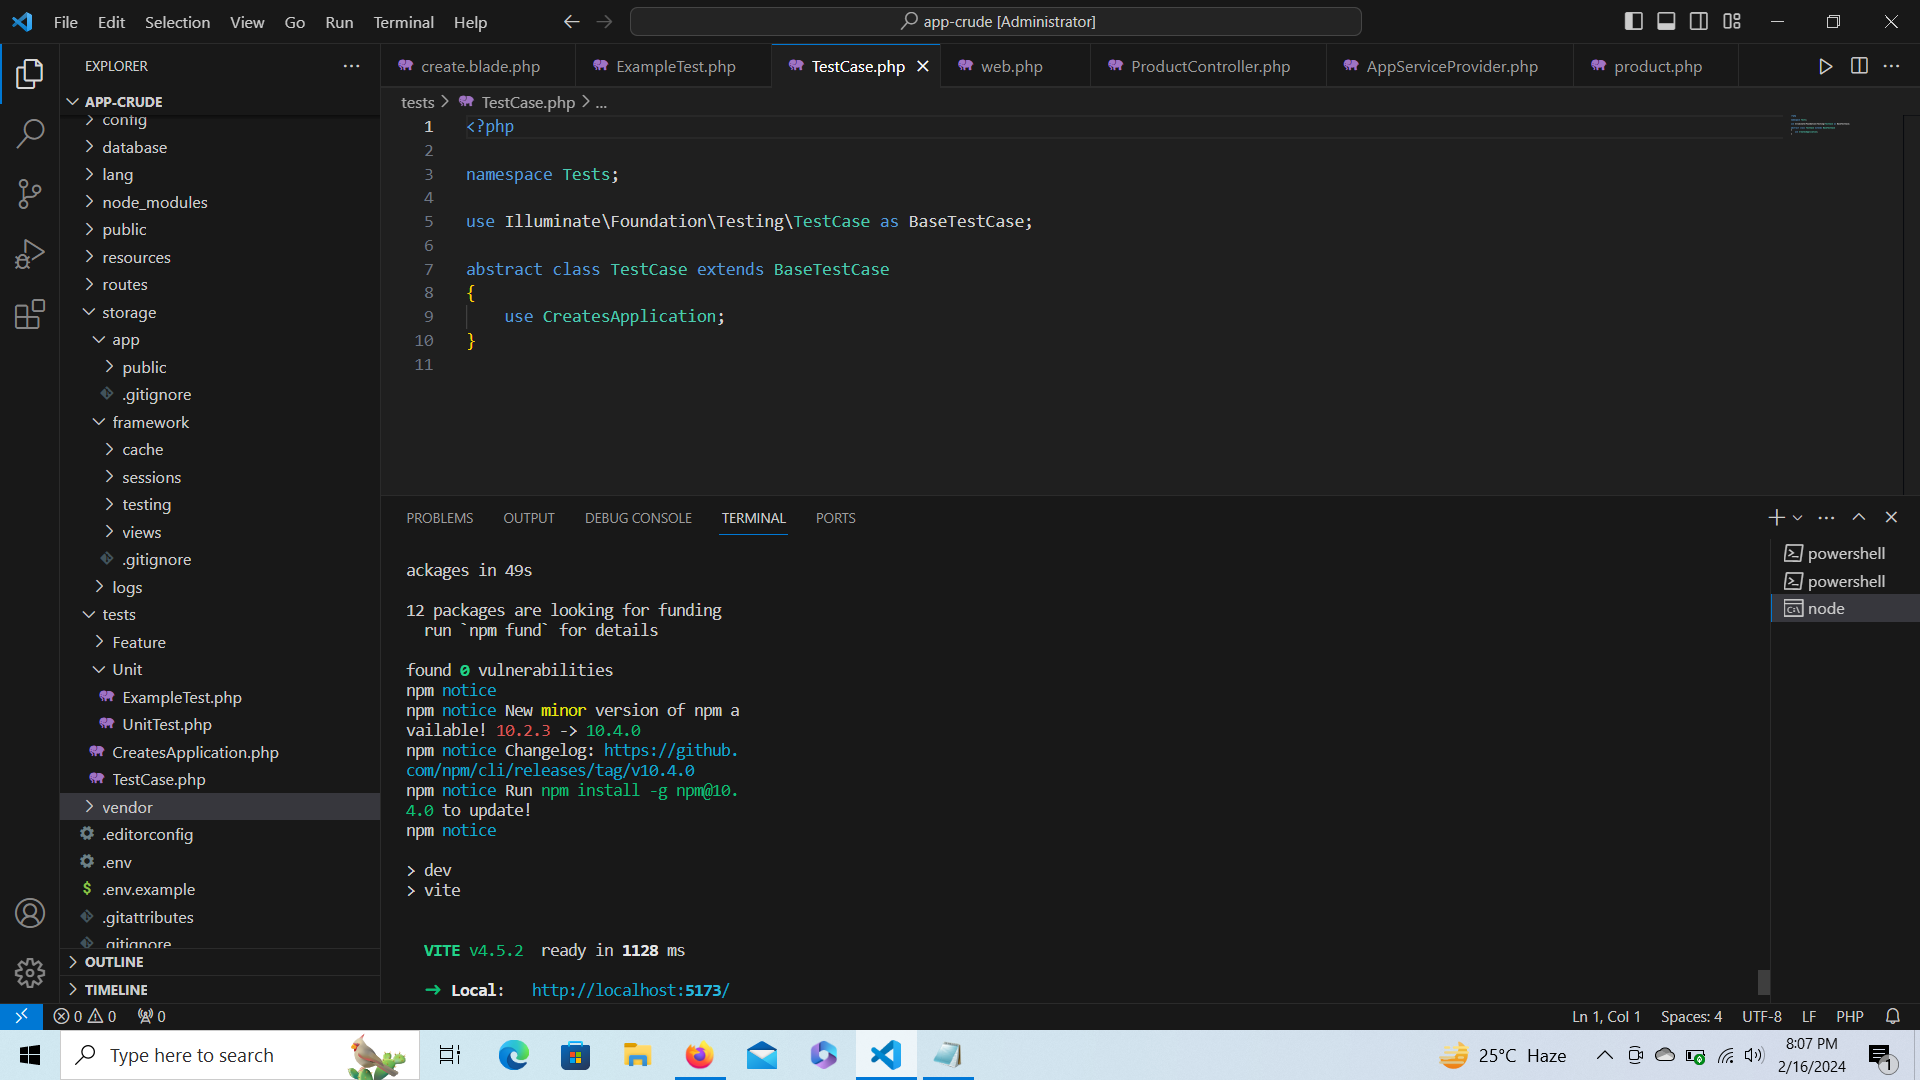 File Edit Selection View Go Run Terminal Help
app-crude [Administrator]
EXPLORER
APP-CRUDE
config
database
lang
node_modules
public
resources
routes
storage
app
public
.gitignore
framework
cache
sessions
testing
views
.gitignore
logs
tests
Feature
Unit
ExampleTest.php
UnitTest.php
CreatesApplication.php
TestCase.php
vendor
.editorconfig
.env
.env.example
.gitattributes
.gitignore
OUTLINE
TIMELINE
create.blade.php ExampleTest.php TestCase.php web.php ProductController.php AppServiceProvider.php product.php
tests > TestCase.php > ...
1 <?php
2
3 namespace Tests;
4
5 use Illuminate\Foundation\Testing\TestCase as BaseTestCase;
6
7 abstract class TestCase extends BaseTestCase
8 {
9 use CreatesApplication;
10 }
11
PROBLEMS OUTPUT DEBUG CONSOLE TERMINAL PORTS
ackages in 49s
12 packages are looking for funding
run `npm fund` for details
found 0 vulnerabilities
npm notice
npm notice New minor version of npm a
vailable! 10.2.3 -> 10.4.0
npm notice Changelog: https://github.
com/npm/cli/releases/tag/v10.4.0
npm notice Run npm install -g npm@10.
4.0 to update!
npm notice
> dev
> vite
VITE v4.5.2 ready in 1128 ms
➜ Local: http://localhost:5173/
powershell
powershell
node
0 0 0
Ln 1, Col 1 Spaces: 4 UTF-8 LF PHP
Type here to search
25°C Haze
8:07 PM
2/16/2024
1